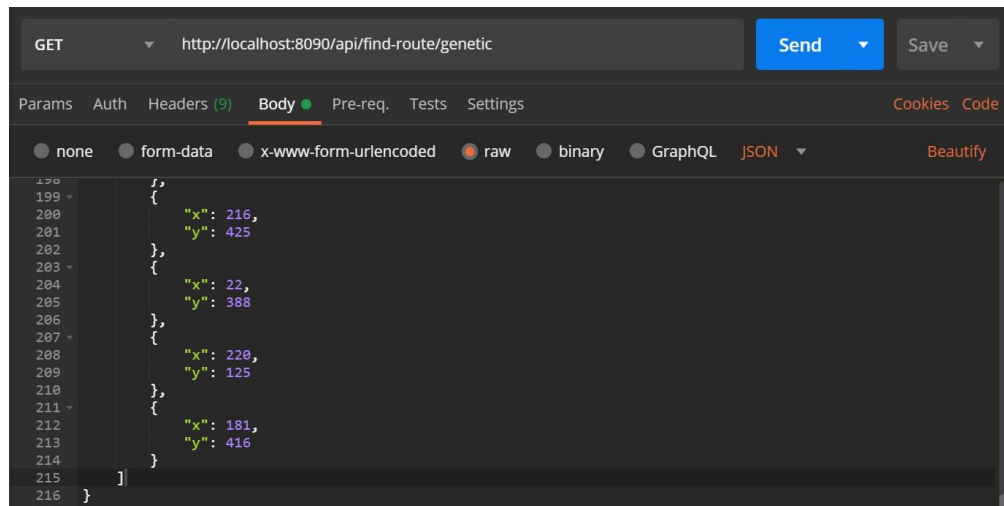 GET http://localhost:8090/api/find-route/genetic Send Save
Params Auth Headers (9) Body Pre-req. Tests Settings Cookies Code
none form-data x-www-form-urlencoded raw binary GraphQL JSON Beautify
198 },
199 {
200 "x": 216,
201 "y": 425
202 },
203 {
204 "x": 22,
205 "y": 388
206 },
207 {
208 "x": 220,
209 "y": 125
210 },
211 {
212 "x": 181,
213 "y": 416
214 }
215 ]
216 }